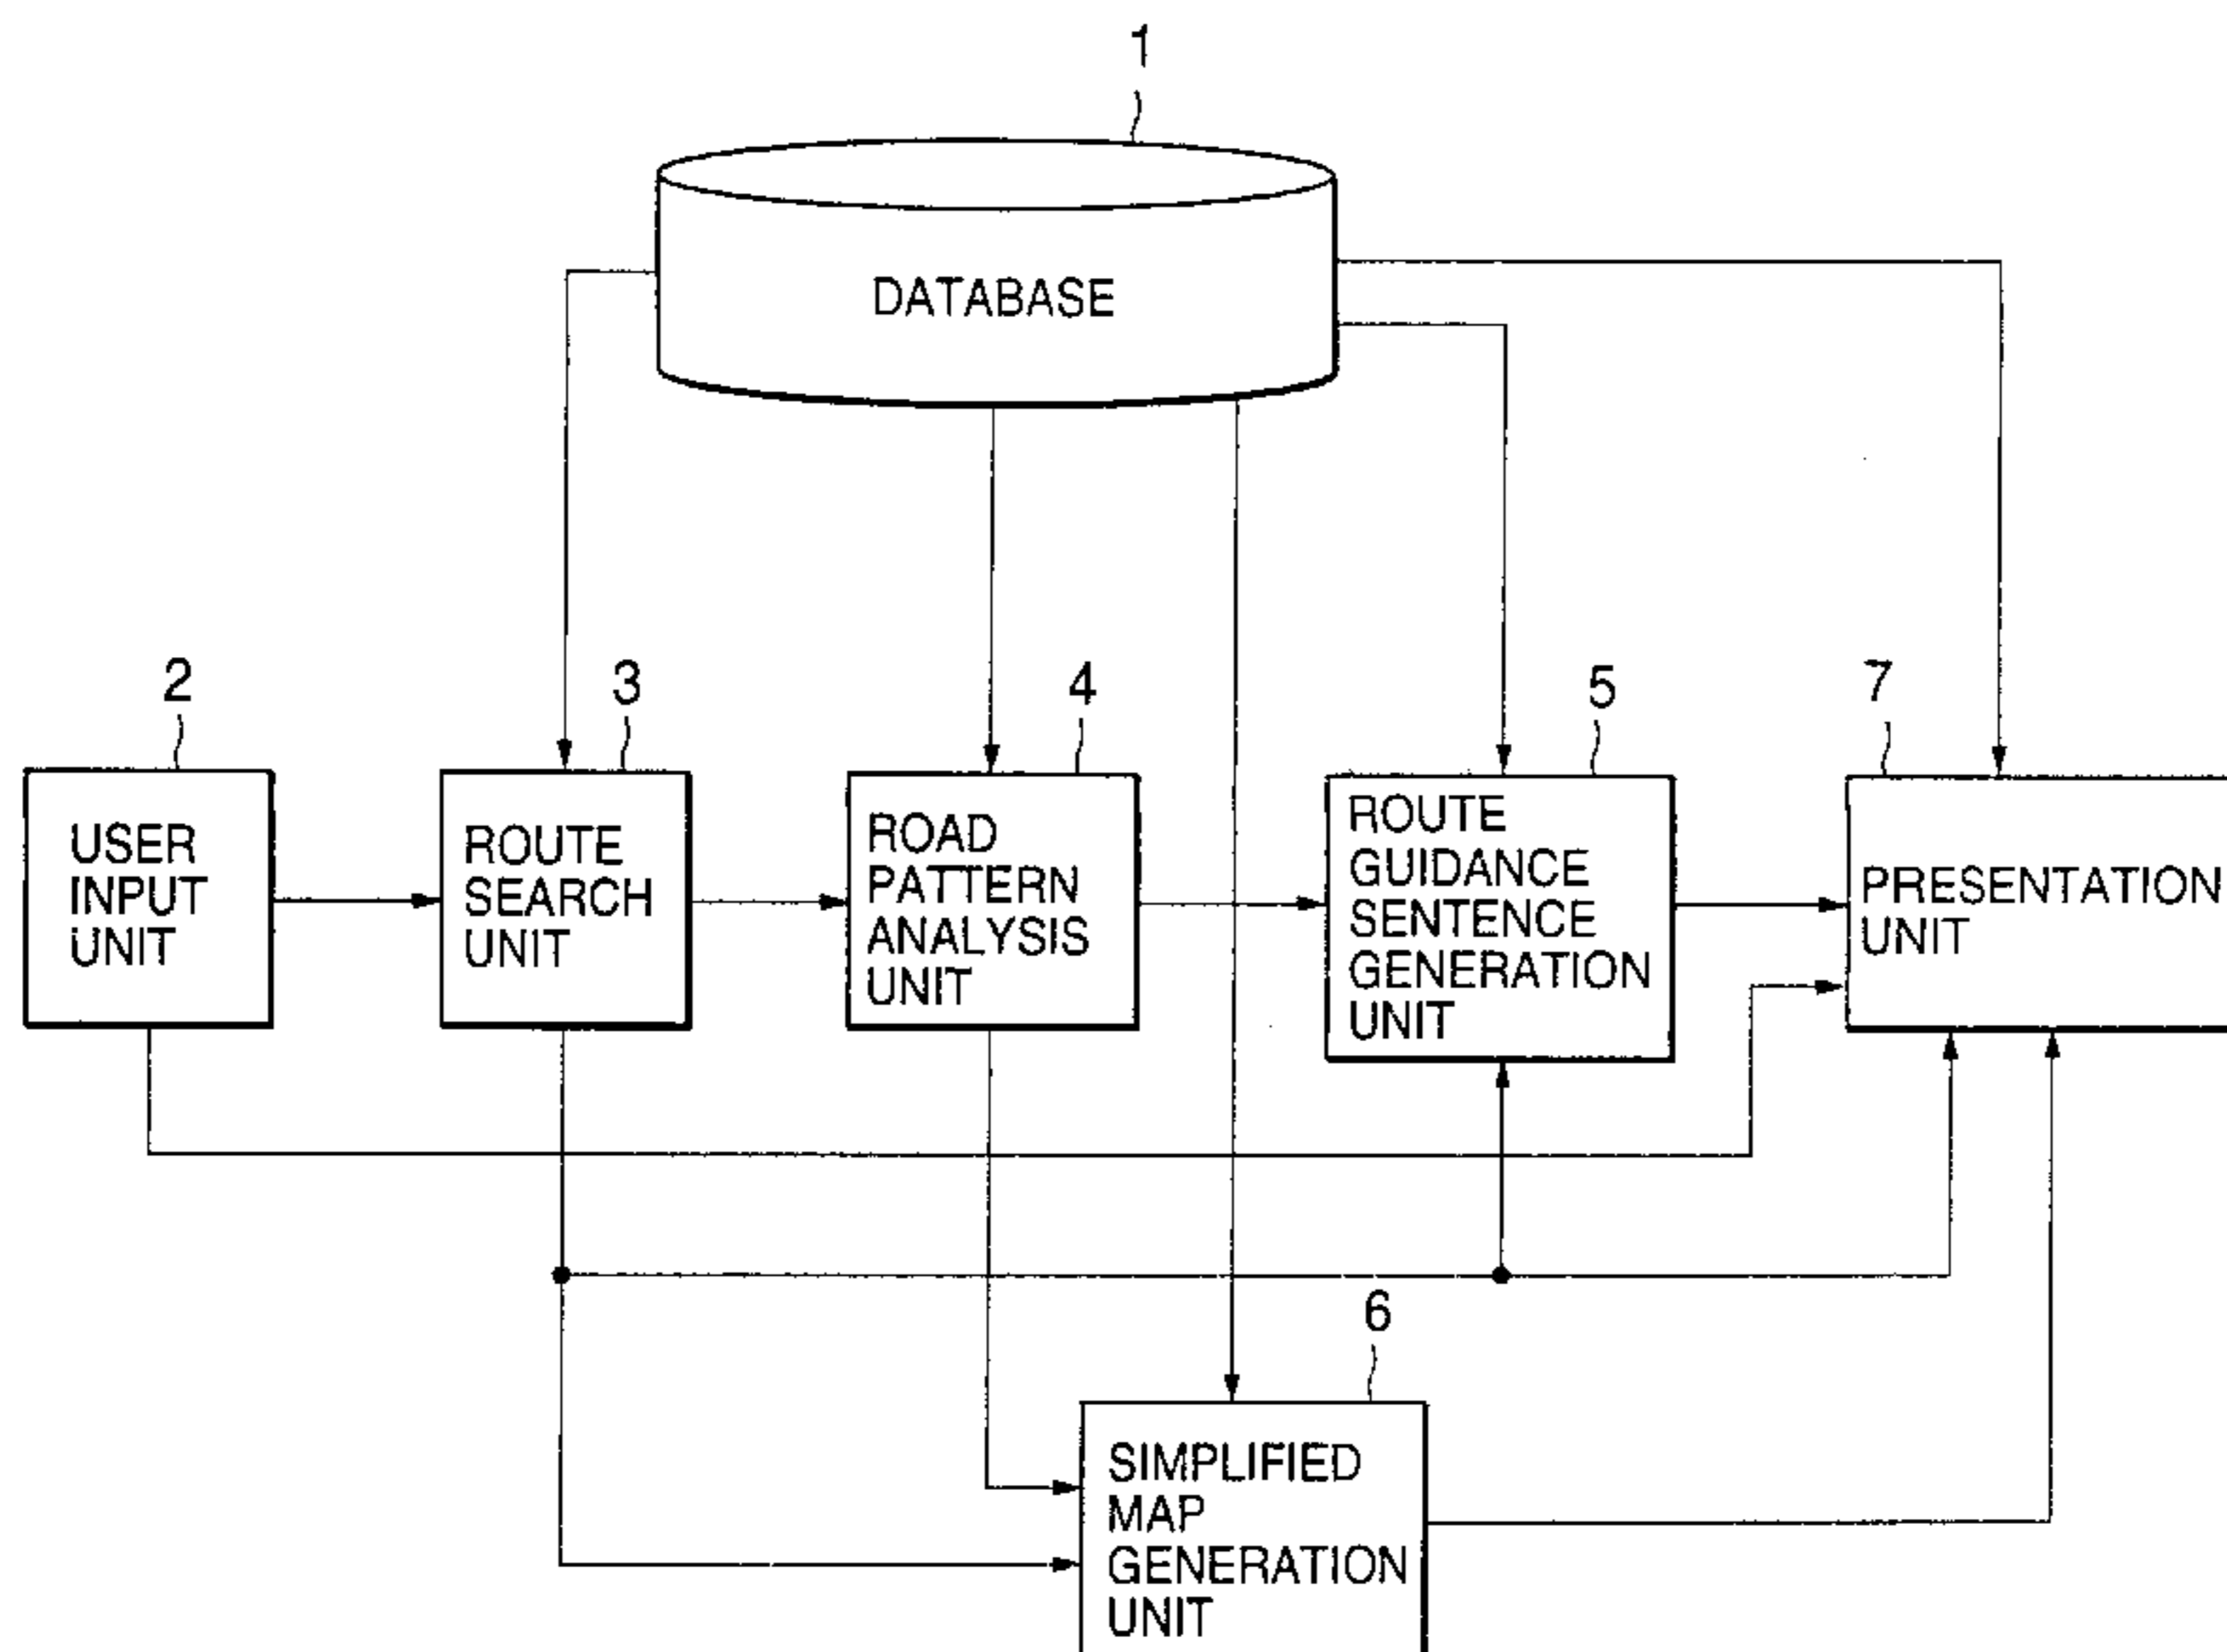 1
DATABASE
2
USER
INPUT
UNIT
3
ROUTE
SEARCH
UNIT
4
ROAD
PATTERN
ANALYSIS
UNIT
5
ROUTE
GUIDANCE
SENTENCE
GENERATION
UNIT
7
PRESENTATION
UNIT
6
SIMPLIFIED
MAP
GENERATION
UNIT